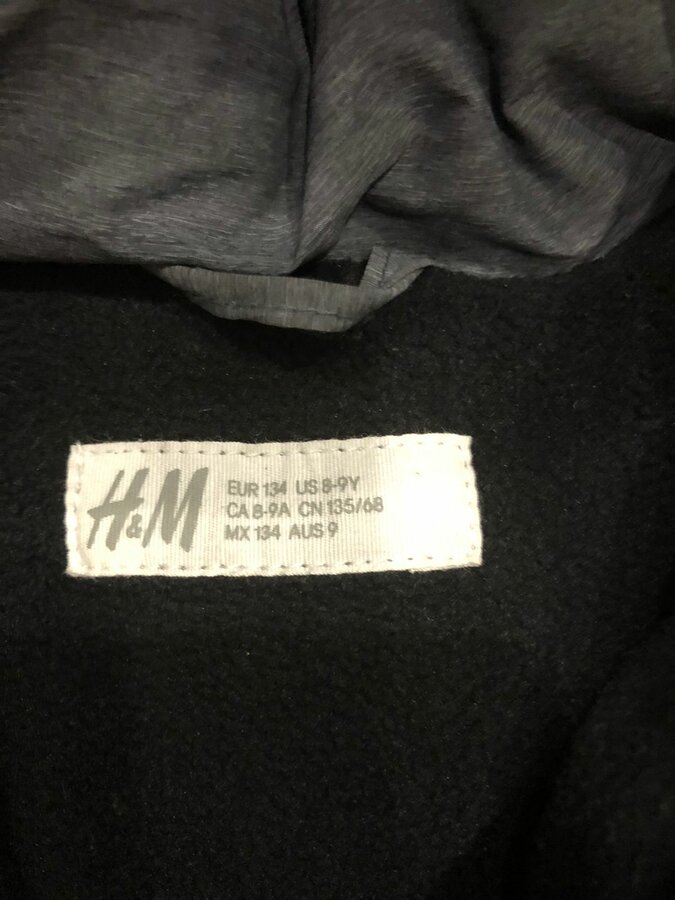 H&M
EUR 134 US 8-9Y
CA 8-9A CN 135/68
MX 134 AUS 9